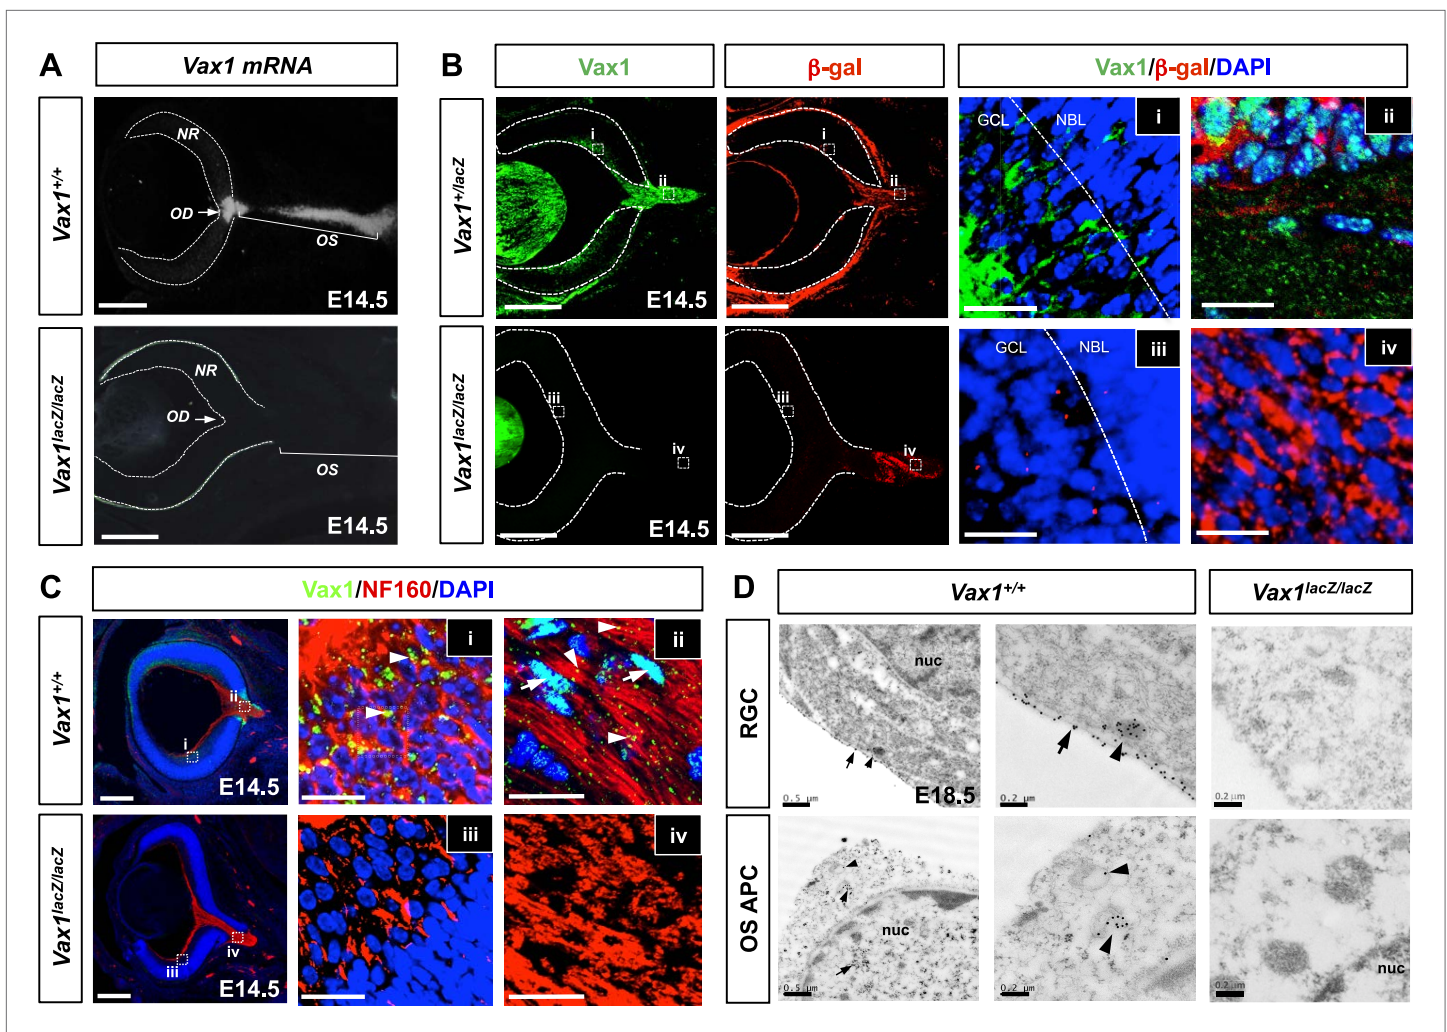 A
Vax1 mRNA
Vax1+/+
NR
OD
OS
E14.5
Vax1lacZ/lacZ
NR
OD
OS
E14.5
B
Vax1
β-gal
Vax1/β-gal/DAPI
Vax1+/lacZ
i
ii
E14.5
i
ii
GCL
NBL
i
ii
Vax1lacZ/lacZ
iii
iv
E14.5
iii
iv
GCL
NBL
iii
iv
C
Vax1/NF160/DAPI
Vax1+/+
ii
i
E14.5
i
ii
Vax1lacZ/lacZ
iv
iii
E14.5
iii
iv
D
Vax1+/+
Vax1lacZ/lacZ
RGC
nuc
0.5 μm
E18.5
0.2 μm
0.2 μm
OS APC
nuc
0.5 μm
0.2 μm
nuc
0.2 μm